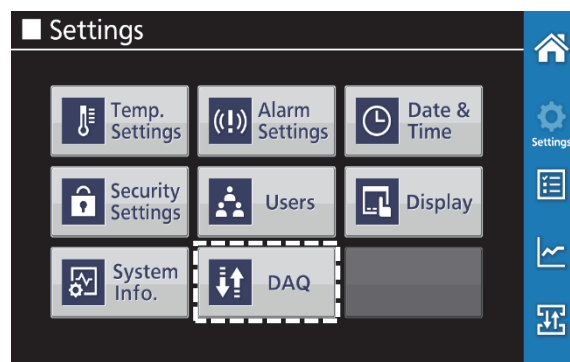 Settings
Temp.
Settings
Alarm
Settings
Date &
Time
Settings
Security
Settings
Users
Display
System
Info.
DAQ